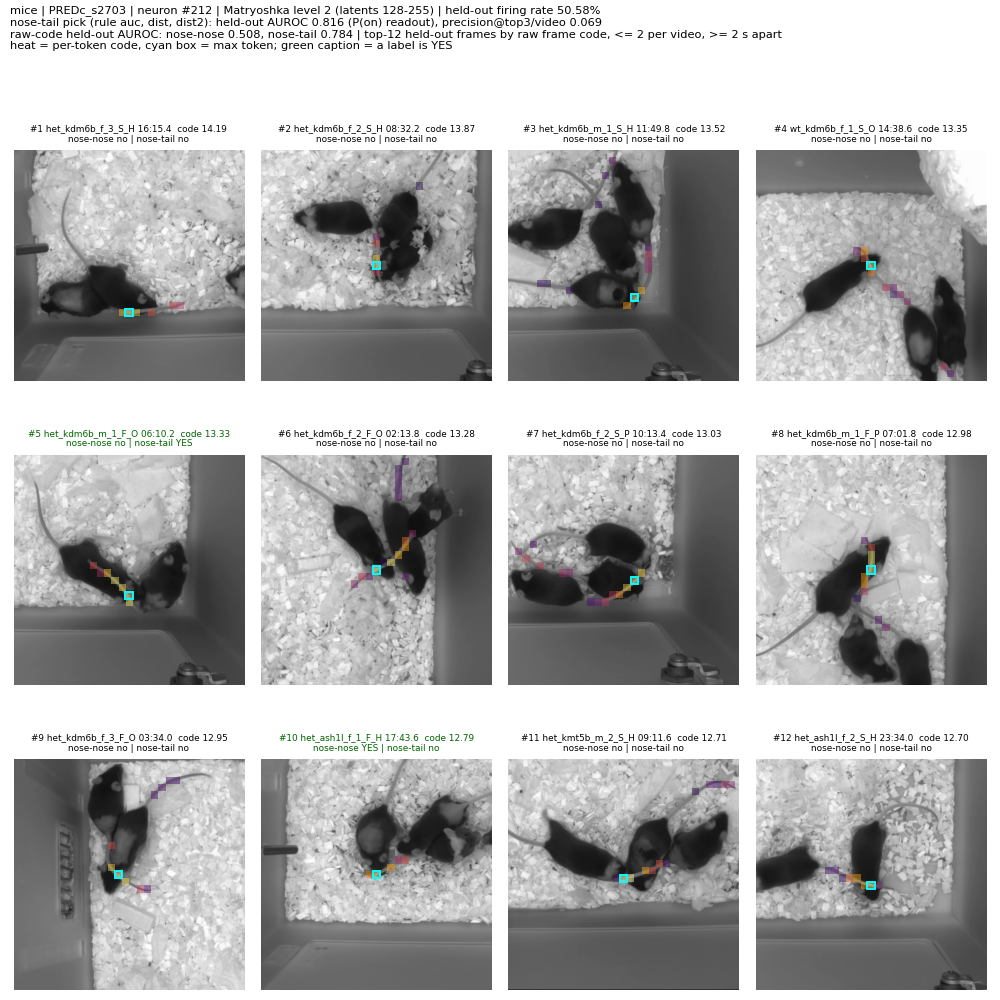 mice | PREDc_s2703 | neuron #212 | Matryoshka level 2 (latents 128-255) | held-out firing rate 50.58%
nose-tail pick (rule auc, dist, dist2): held-out AUROC 0.816 (P(on) readout), precision@top3/video 0.069
raw-code held-out AUROC: nose-nose 0.508, nose-tail 0.784 | top-12 held-out frames by raw frame code, <= 2 per video, >= 2 s apart
heat = per-token code, cyan box = max token; green caption = a label is YES
#1 het_kdm6b_f_3_S_H 16:15.4 code 14.19
nose-nose no | nose-tail no
#2 het_kdm6b_f_2_S_H 08:32.2 code 13.87
nose-nose no | nose-tail no
#3 het_kdm6b_m_1_S_H 11:49.8 code 13.52
nose-nose no | nose-tail no
#4 wt_kdm6b_f_1_S_O 14:38.6 code 13.35
nose-nose no | nose-tail no
#5 het_kdm6b_m_1_F_O 06:10.2 code 13.33
nose-nose no | nose-tail YES
#6 het_kdm6b_f_2_F_O 02:13.8 code 13.28
nose-nose no | nose-tail no
#7 het_kdm6b_f_2_S_P 10:13.4 code 13.03
nose-nose no | nose-tail no
#8 het_kdm6b_m_1_F_P 07:01.8 code 12.98
nose-nose no | nose-tail no
#9 het_kdm6b_f_3_F_O 03:34.0 code 12.95
nose-nose no | nose-tail no
#10 het_ash1l_f_1_F_H 17:43.6 code 12.79
nose-nose YES | nose-tail no
#11 het_kmt5b_m_2_S_H 09:11.6 code 12.71
nose-nose no | nose-tail no
#12 het_ash1l_f_2_S_H 23:34.0 code 12.70
nose-nose no | nose-tail no